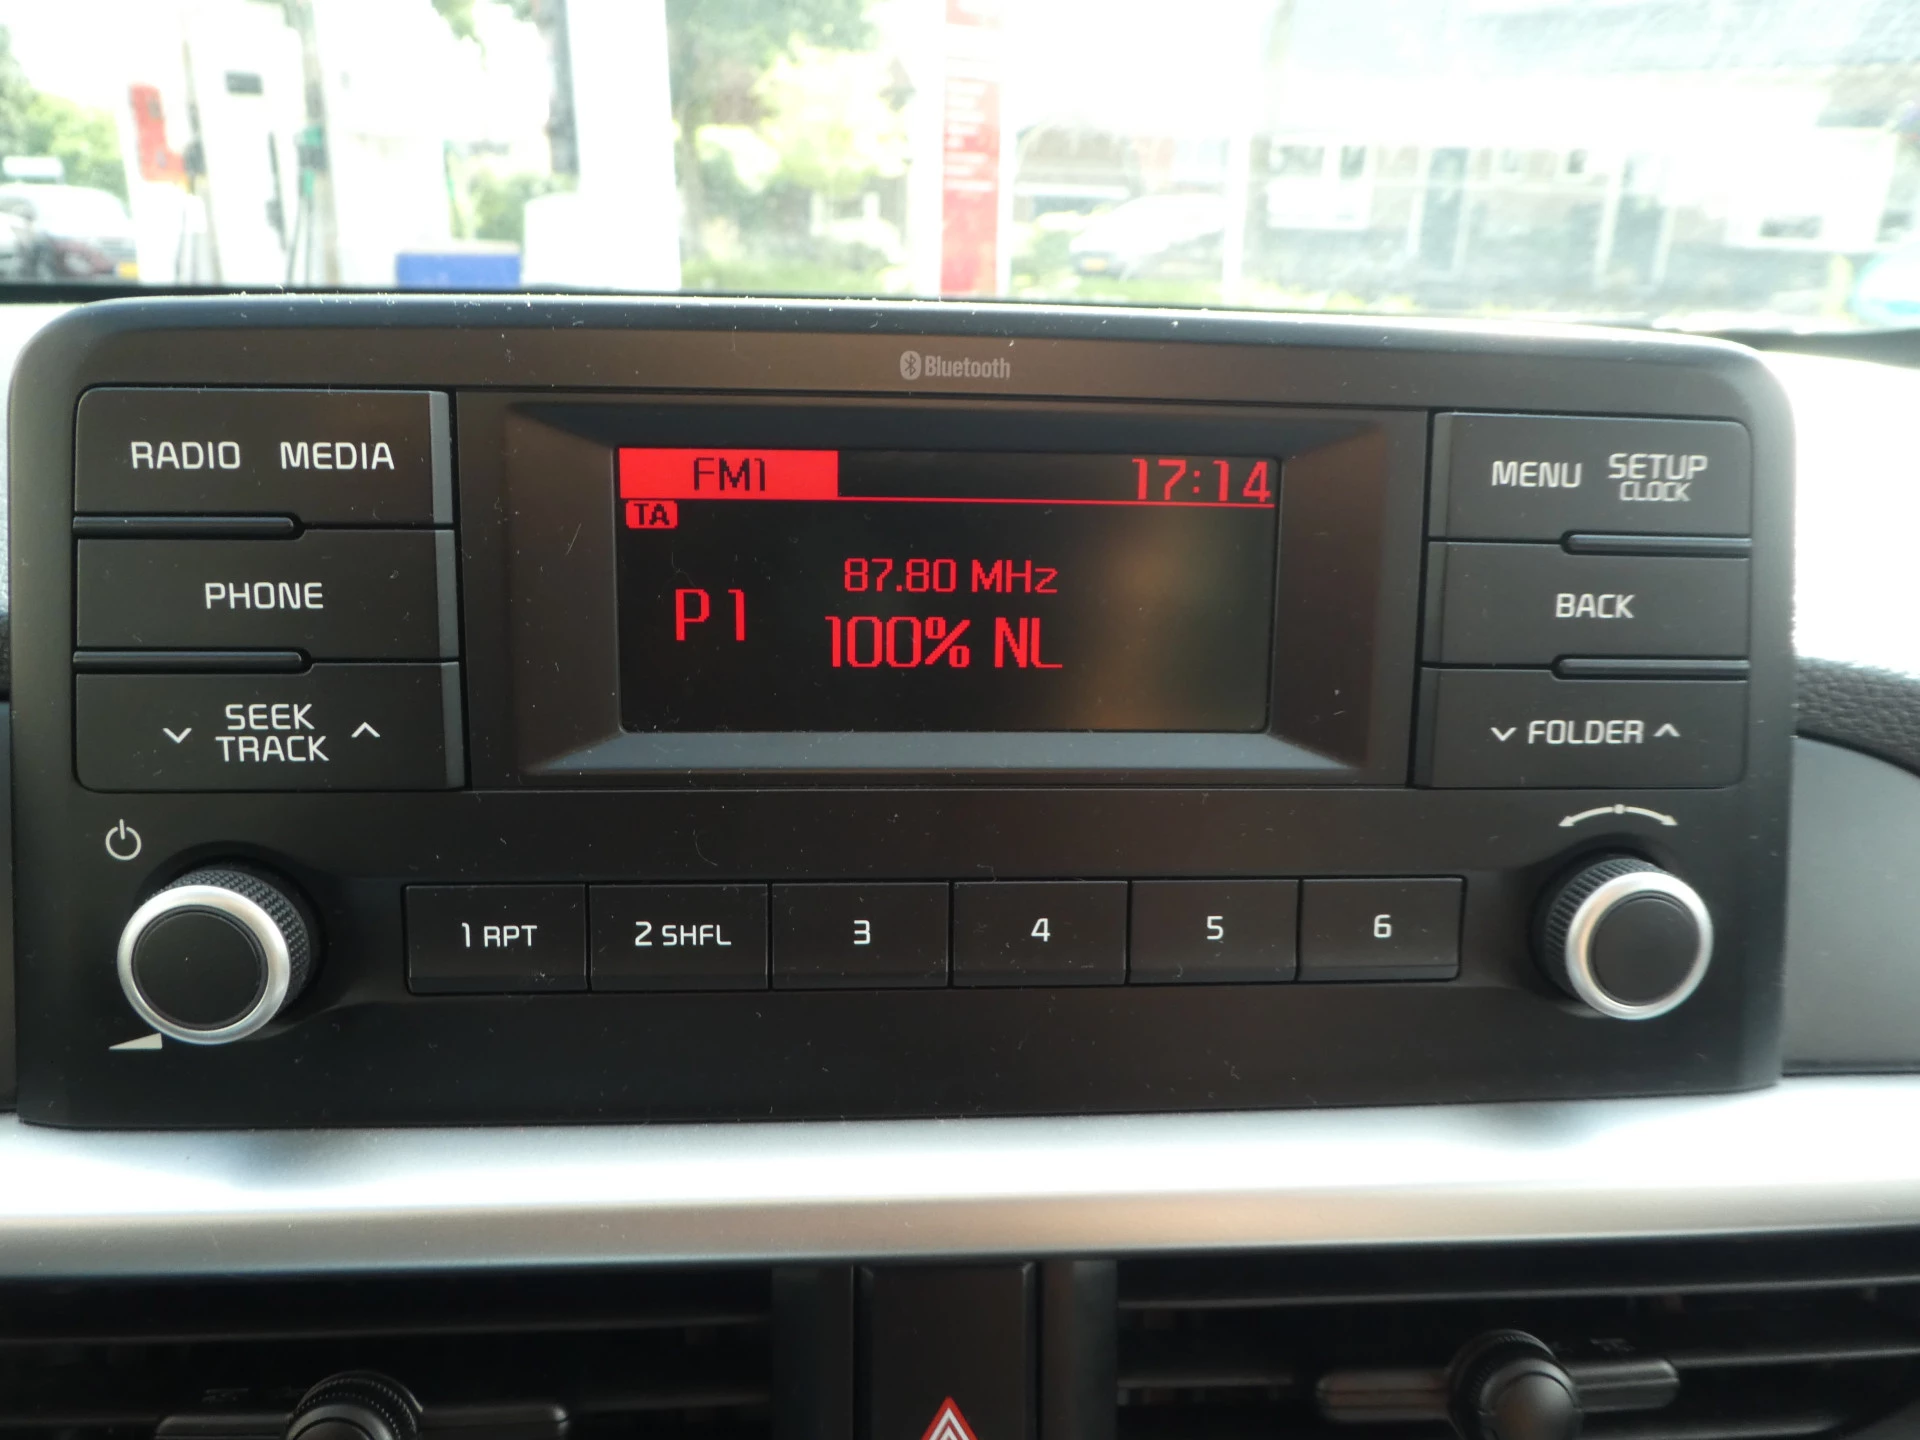 Bluetooth
RADIO MEDIA
FM1 17:14
MENU SETUP
CLOCK
TA
PHONE
87.80 MHz
P1
100% NL
BACK
SEEK
TRACK
FOLDER
1 RPT 2 SHFL 3 4 5 6